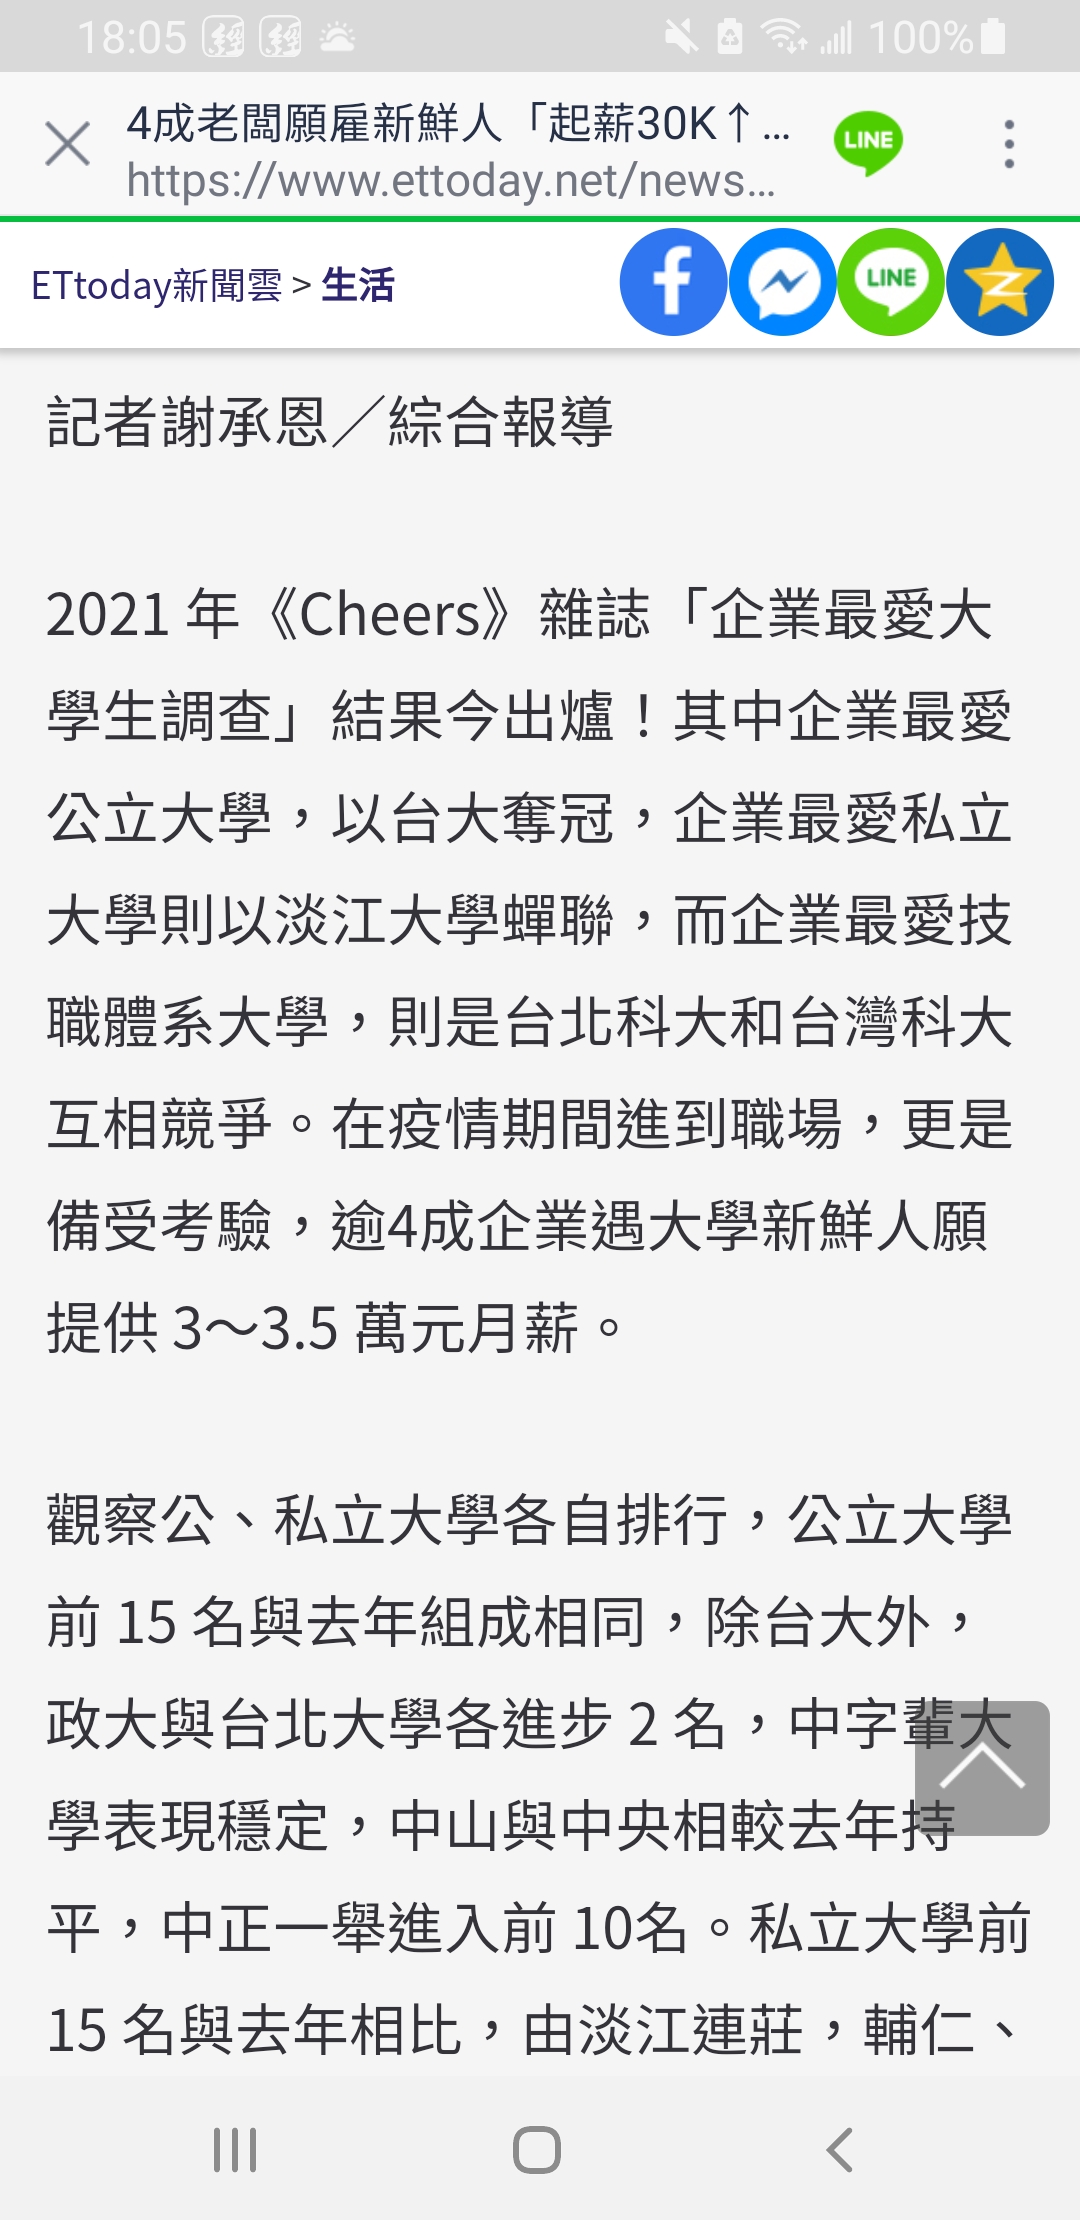 18:05 經 經 100%
4成老闆願雇新鮮人「起薪30K↑...
LINE
https://www.ettoday.net/news...
ETtoday新聞雲 > 生活
f LINE Z
記者謝承恩／綜合報導
2021 年《Cheers》雜誌「企業最愛大
學生調查」結果今出爐！其中企業最愛
公立大學，以台大奪冠，企業最愛私立
大學則以淡江大學蟬聯，而企業最愛技
職體系大學，則是台北科大和台灣科大
互相競爭。在疫情期間進到職場，更是
備受考驗，逾4成企業遇大學新鮮人願
提供 3～3.5 萬元月薪。
觀察公、私立大學各自排行，公立大學
前 15 名與去年組成相同，除台大外，
政大與台北大學各進步 2 名，中字輩大
學表現穩定，中山與中央相較去年持
平，中正一舉進入前 10名。私立大學前
15 名與去年相比，由淡江連莊，輔仁、